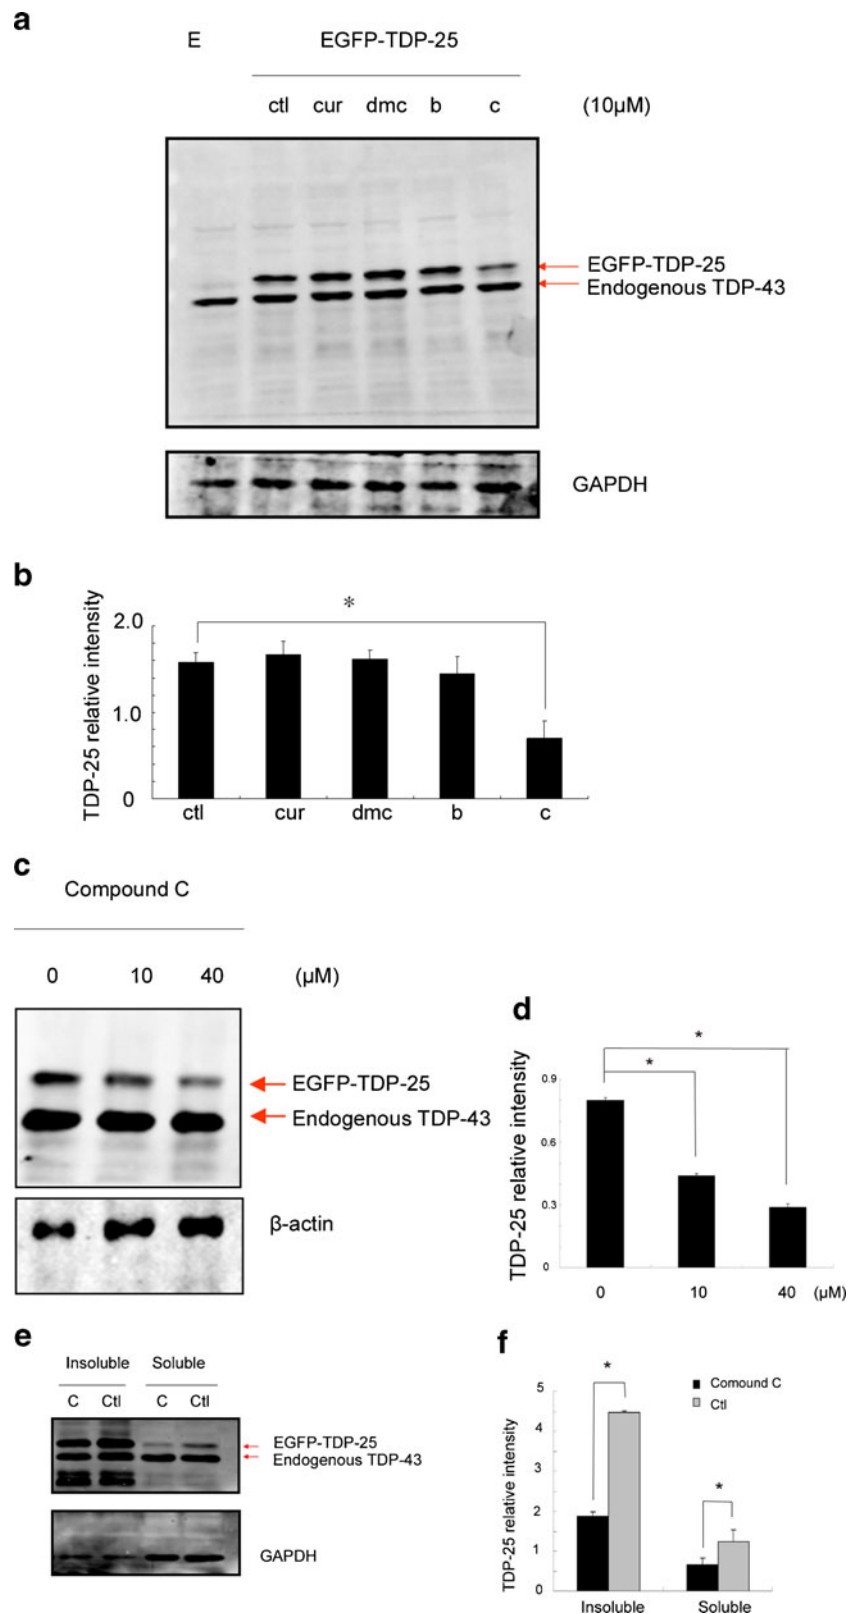 a
E EGFP-TDP-25
ctl cur dmc b c (10µM)
EGFP-TDP-25
Endogenous TDP-43
GAPDH
b
TDP-25 relative intensity
*
2.0
1.0
0
ctl cur dmc b c
c
Compound C
0 10 40 (µM)
EGFP-TDP-25
Endogenous TDP-43
β-actin
d
TDP-25 relative intensity
*
*
0.9
0.6
0.3
0
0 10 40 (µM)
e
Insoluble Soluble
C Ctl C Ctl
EGFP-TDP-25
Endogenous TDP-43
GAPDH
f
TDP-25 relative intensity
*
*
Comound C
Ctl
5
4
2
1
0
Insoluble Soluble